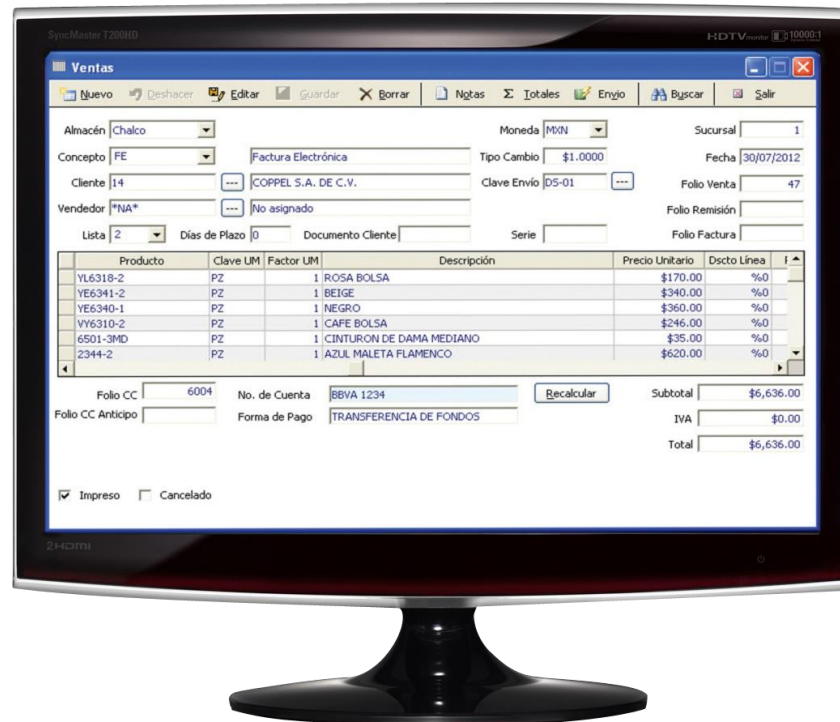 SyncMaster T200HD HDTV monitor 10000:1
Ventas
Nuevo Deshacer Editar Guardar Borrar Notas Σ Totales Envio Buscar Salir
Almacén Chalco Moneda MXN Sucursal 1
Concepto FE Factura Electrónica Tipo Cambio $1.0000 Fecha 30/07/2012
Cliente 14 --- COPPEL S.A. DE C.V. Clave Envío DS-01 --- Folio Venta 47
Vendedor *NA* --- No asignado Folio Remisión
Lista 2 Días de Plazo 0 Documento Cliente Serie Folio Factura
Producto Clave UM Factor UM Descripción Precio Unitario Dscto Línea
YL6318-2 PZ 1 ROSA BOLSA $170.00 %0
YE6341-2 PZ 1 BEIGE $340.00 %0
YE6340-1 PZ 1 NEGRO $360.00 %0
VY6310-2 PZ 1 CAFE BOLSA $246.00 %0
6501-3MD PZ 1 CINTURON DE DAMA MEDIANO $35.00 %0
2344-2 PZ 1 AZUL MALETA FLAMENCO $620.00 %0
Folio CC 6004 No. de Cuenta BBVA 1234 Recalcular Subtotal $6,636.00
Folio CC Anticipo Forma de Pago TRANSFERENCIA DE FONDOS IVA $0.00
Total $6,636.00
Impreso Cancelado
2HDMI